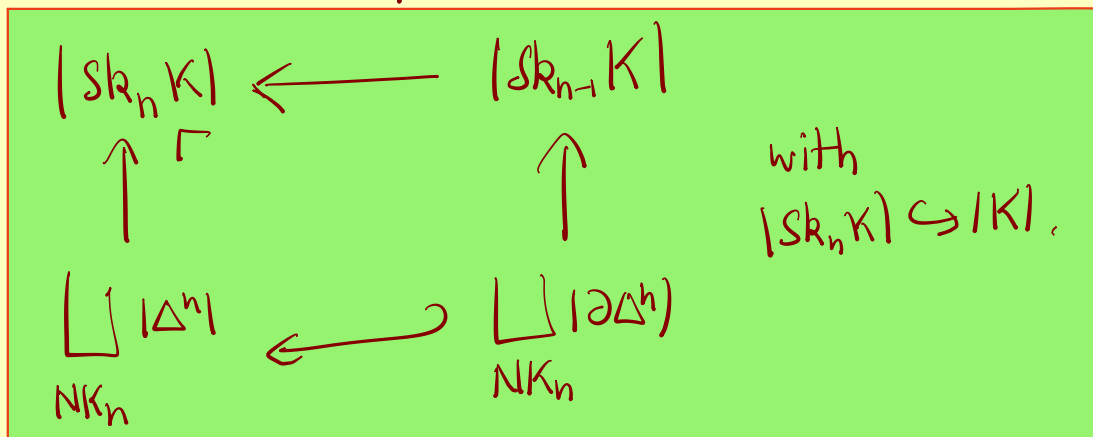 |Sk_n K| ← |Sk_{n-1} K|
↑ ⌜ ↑ with
|Sk_n K| ↪ |K|.
⊔ |Δ^n| ↩ ⊔ |∂Δ^n|
NK_n NK_n